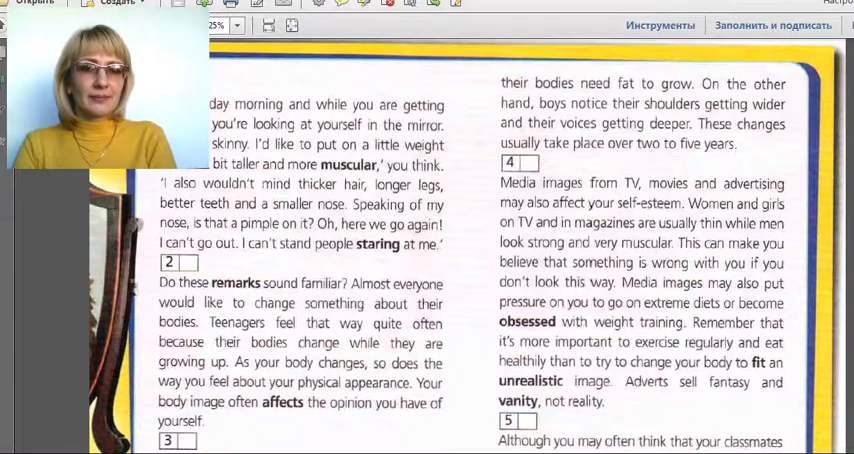 Открыть
Создать
25%
Инструменты
Заполнить и подписать
day morning and while you are getting
you're looking at yourself in the mirror.
skinny. I'd like to put on a little weight
bit taller and more muscular,' you think.
'I also wouldn't mind thicker hair, longer legs,
better teeth and a smaller nose. Speaking of my
nose, is that a pimple on it? Oh, here we go again!
I can't go out. I can't stand people staring at me.'
2
Do these remarks sound familiar? Almost everyone
would like to change something about their
bodies. Teenagers feel that way quite often
because their bodies change while they are
growing up. As your body changes, so does the
way you feel about your physical appearance. Your
body image often affects the opinion you have of
yourself.
3
their bodies need fat to grow. On the other
hand, boys notice their shoulders getting wider
and their voices getting deeper. These changes
usually take place over two to five years.
4
Media images from TV, movies and advertising
may also affect your self-esteem. Women and girls
on TV and in magazines are usually thin while men
look strong and very muscular. This can make you
believe that something is wrong with you if you
don't look this way. Media images may also put
pressure on you to go on extreme diets or become
obsessed with weight training. Remember that
it's more important to exercise regularly and eat
healthily than to try to change your body to fit an
unrealistic image. Adverts sell fantasy and
vanity, not reality.
5
Although you may often think that your classmates